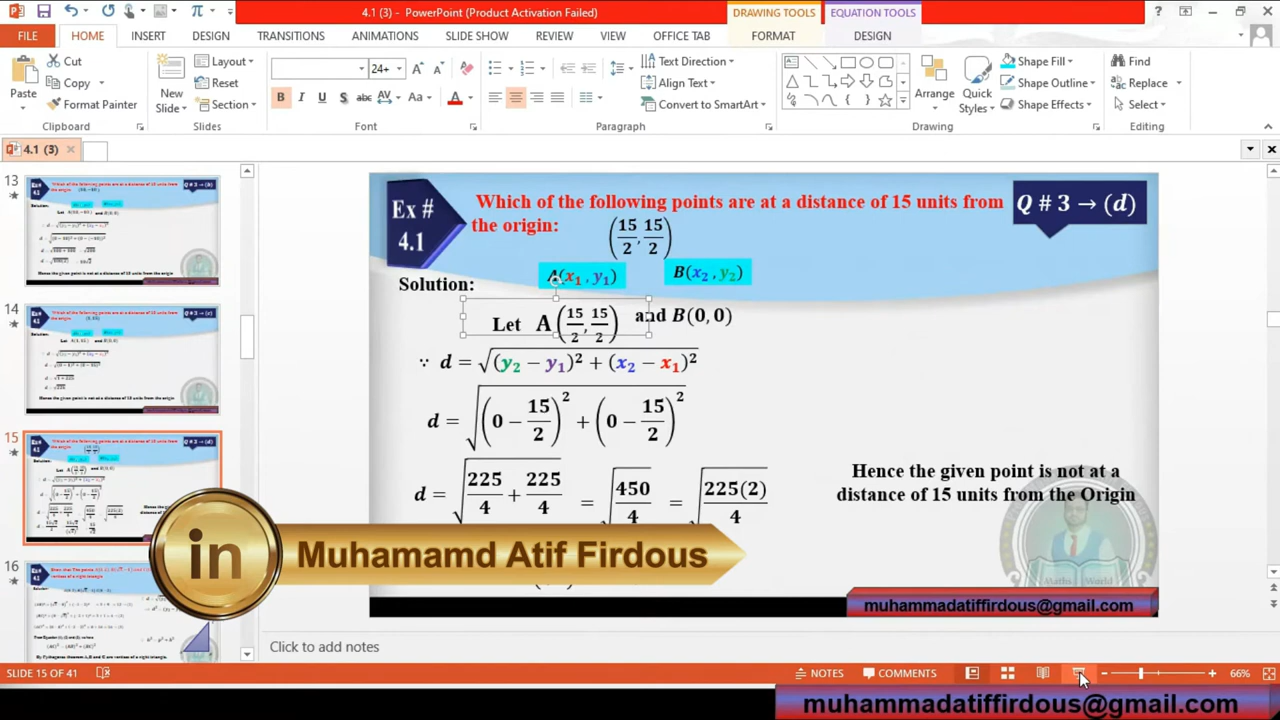 4.1 (3) - PowerPoint (Product Activation Failed)
DRAWING TOOLS
EQUATION TOOLS
FILE
HOME
INSERT
DESIGN
TRANSITIONS
ANIMATIONS
SLIDE SHOW
REVIEW
VIEW
OFFICE TAB
FORMAT
DESIGN
Paste
Cut
Copy
Format Painter
Clipboard
New
Slide
Layout
Reset
Section
Slides
24+
B I U S abc AV Aa A
Font
Text Direction
Align Text
Convert to SmartArt
Paragraph
Arrange
Quick
Styles
Shape Fill
Shape Outline
Shape Effects
Drawing
Find
Replace
Select
Editing
4.1 (3)
13
14
15
16
Ex #
4.1
Which of the following points are at a distance of 15 units from
the origin: (15/2, 15/2)
Q # 3 → (d)
A(x₁, y₁)
B(x₂, y₂)
Solution:
Let A(15/2, 15/2) and B(0, 0)
∵ d = √((y₂ − y₁)² + (x₂ − x₁)²)
d = √((0 − 15/2)² + (0 − 15/2)²)
d = √(225/4 + 225/4) = √(450/4) = √(225(2)/4)
Hence the given point is not at a
distance of 15 units from the Origin
Maths World
muhammadatiffirdous@gmail.com
in
Muhamamd Atif Firdous
Click to add notes
SLIDE 15 OF 41
NOTES
COMMENTS
66%
muhammadatiffirdous@gmail.com